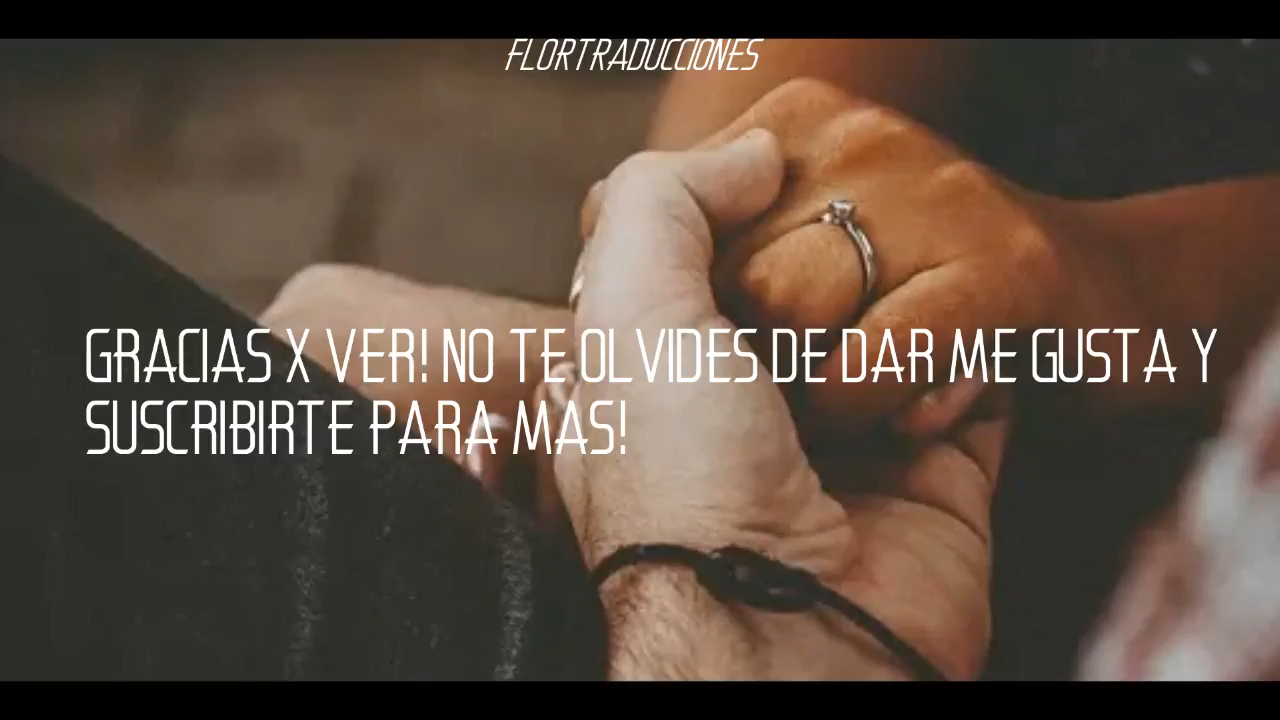 FLORTRADUCCIONES
GRACIAS X VER! NO TE OLVIDES DE DAR ME GUSTA Y
SUSCRIBIRTE PARA MAS!